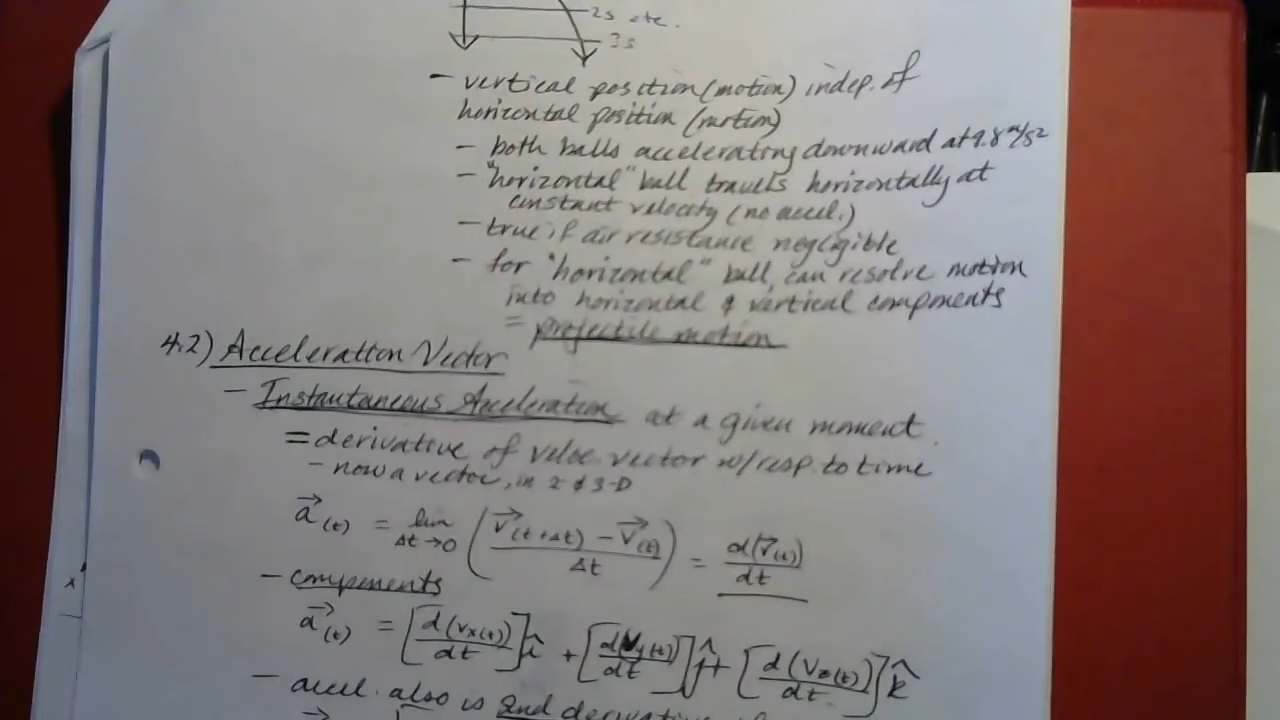 2s etc.
3s
- vertical position (motion) indep. of
horizontal position (motion)
- both balls accelerating downward at 9.8 m/s²
- "horizontal" ball travels horizontally at
constant velocity (no accel.)
- true if air resistance negligible
- for "horizontal" ball, can resolve motion
into horizontal & vertical components
= projectile motion
4.2) Acceleration Vector
- Instantaneous Acceleration at a given moment
= derivative of veloc vector w/resp. to time
- now a vector, in 2 & 3-D
a⃗(t) = lim Δt→0 ( (v⃗(t+Δt) - v⃗(t)) / Δt ) = d(v⃗(t)) / dt
- components
a⃗(t) = [d(vx(t))/dt] î + [d(vy(t))/dt] ĵ + [d(vz(t))/dt] k̂
- accel. also is 2nd derivative of